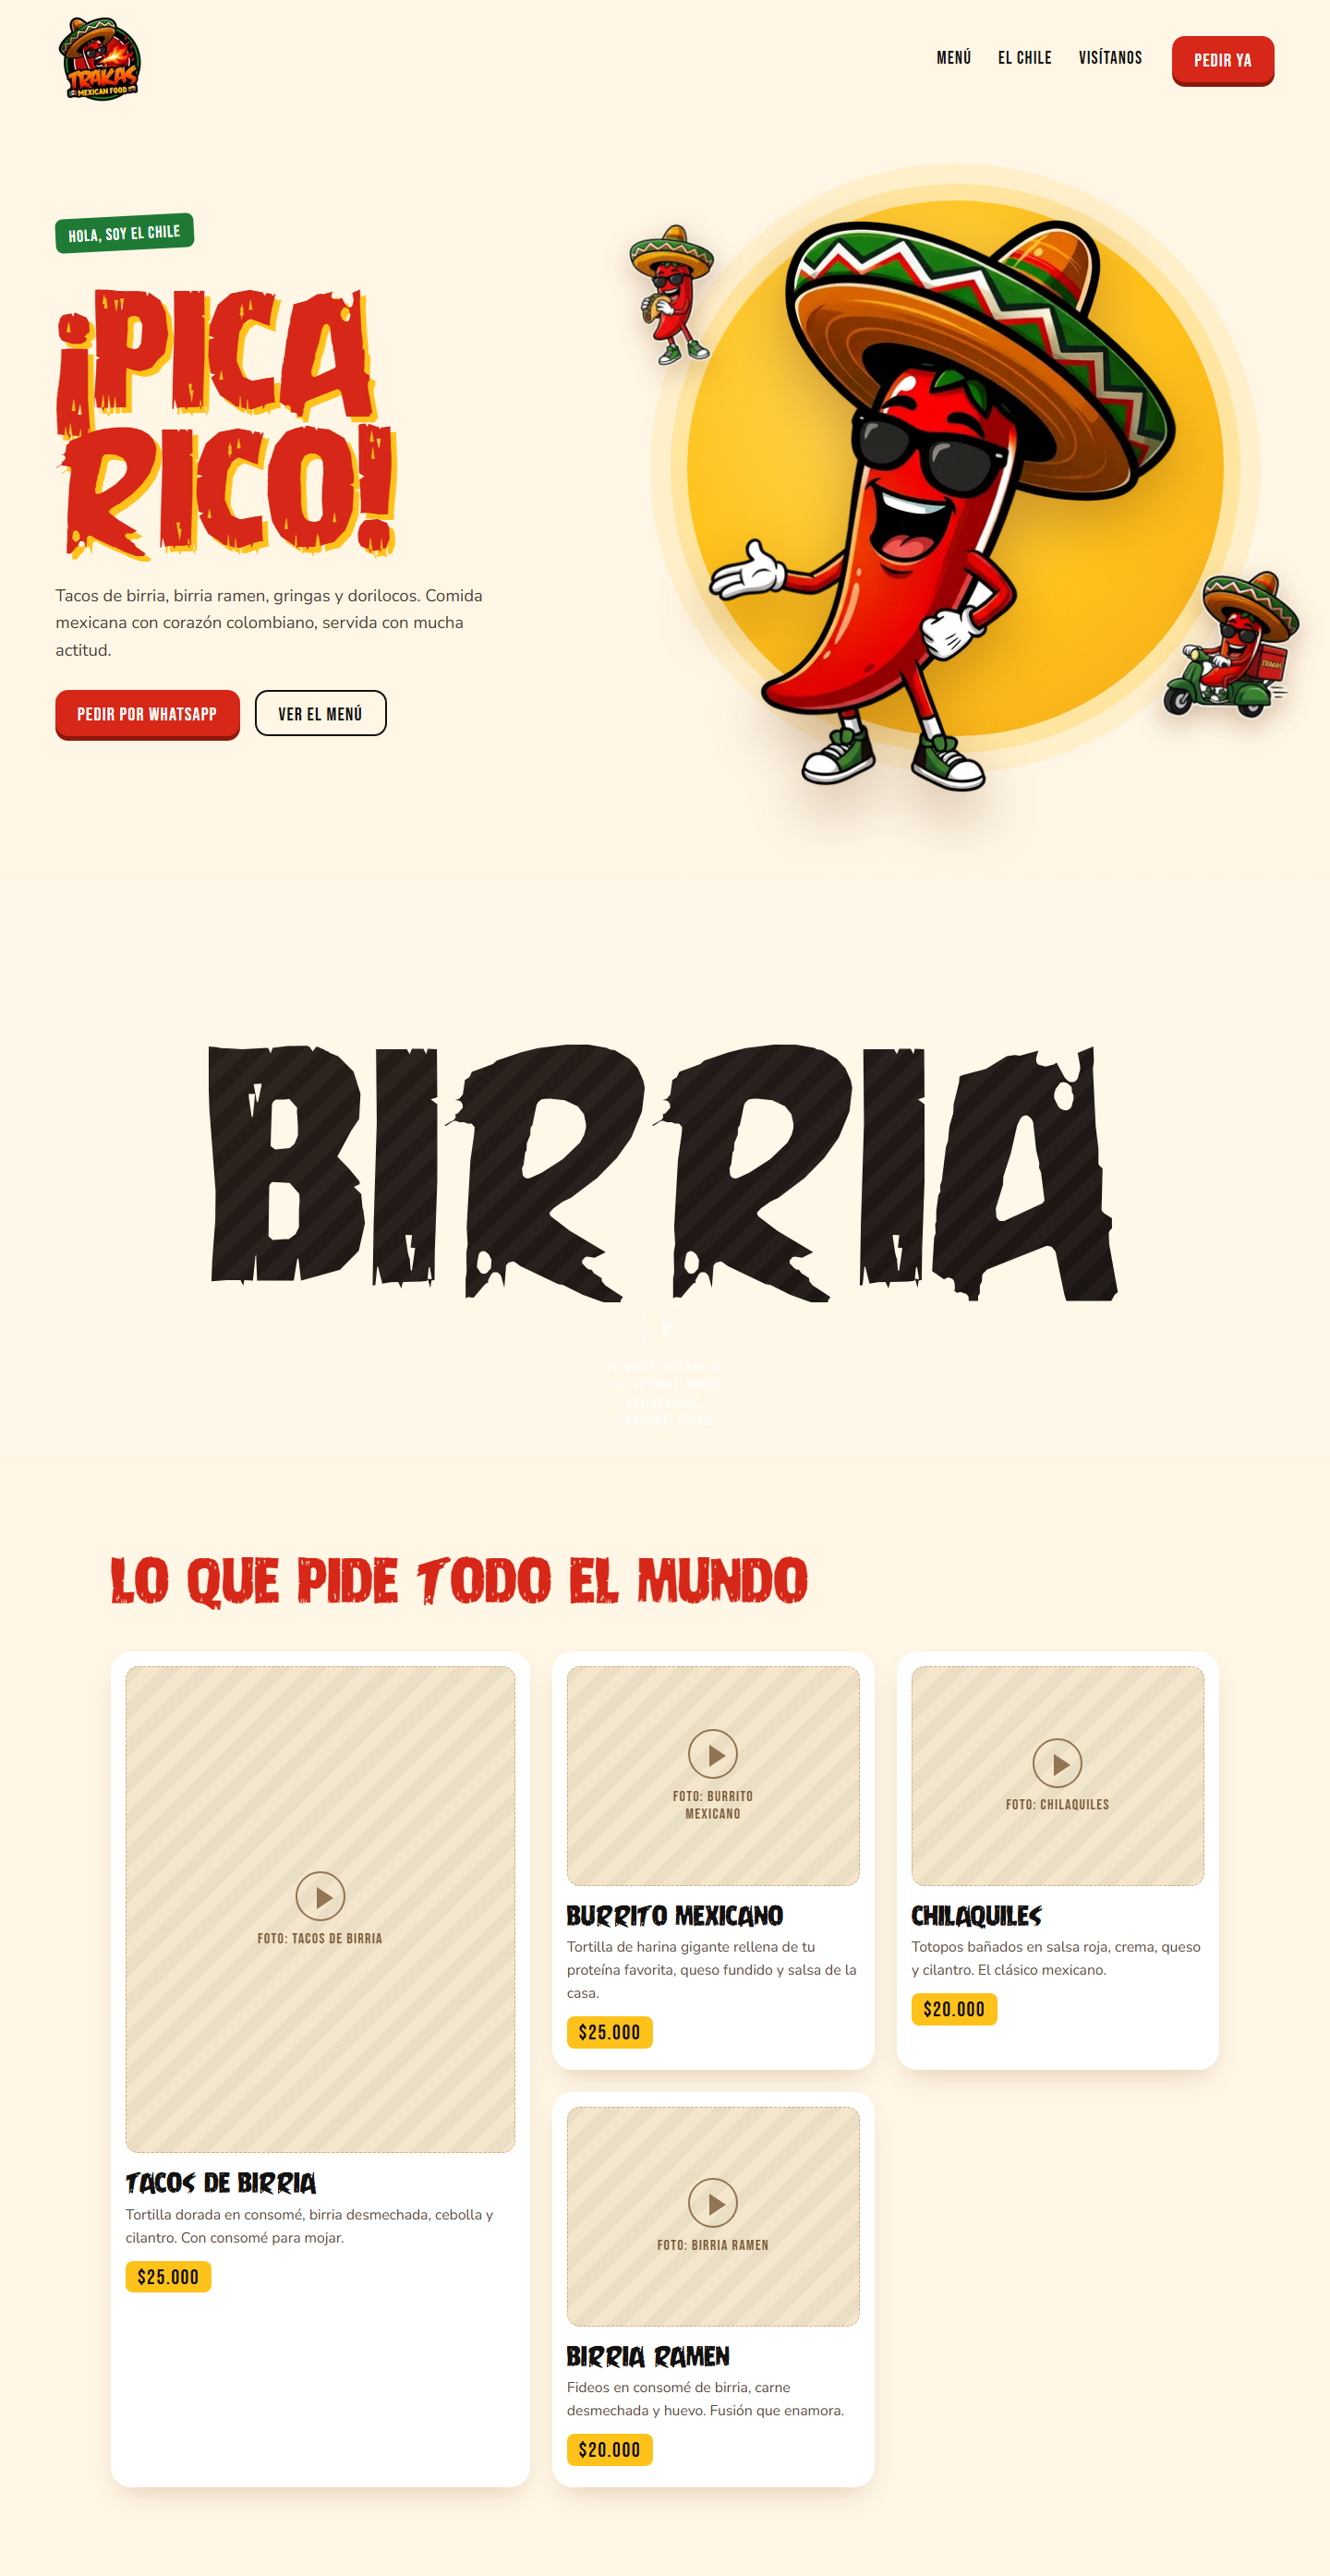 TRAKAS
MEXICAN FOOD
MENÚ
EL CHILE
VISÍTANOS
PEDIR YA
HOLA, SOY EL CHILE
¡PICA
RICO!
Tacos de birria, birria ramen, gringas y dorilocos. Comida
mexicana con corazón colombiano, servida con mucha
actitud.
PEDIR POR WHATSAPP
VER EL MENÚ
TRAKAS
BIRRIA
LO QUE PIDE TODO EL MUNDO
FOTO: TACOS DE BIRRIA
TACOS DE BIRRIA
Tortilla dorada en consomé, birria desmechada, cebolla y
cilantro. Con consomé para mojar.
$25.000
FOTO: BURRITO
MEXICANO
BURRITO MEXICANO
Tortilla de harina gigante rellena de tu
proteína favorita, queso fundido y salsa de la
casa.
$25.000
FOTO: CHILAQUILES
CHILAQUILES
Totopos bañados en salsa roja, crema, queso
y cilantro. El clásico mexicano.
$20.000
FOTO: BIRRIA RAMEN
BIRRIA RAMEN
Fideos en consomé de birria, carne
desmechada y huevo. Fusión que enamora.
$20.000